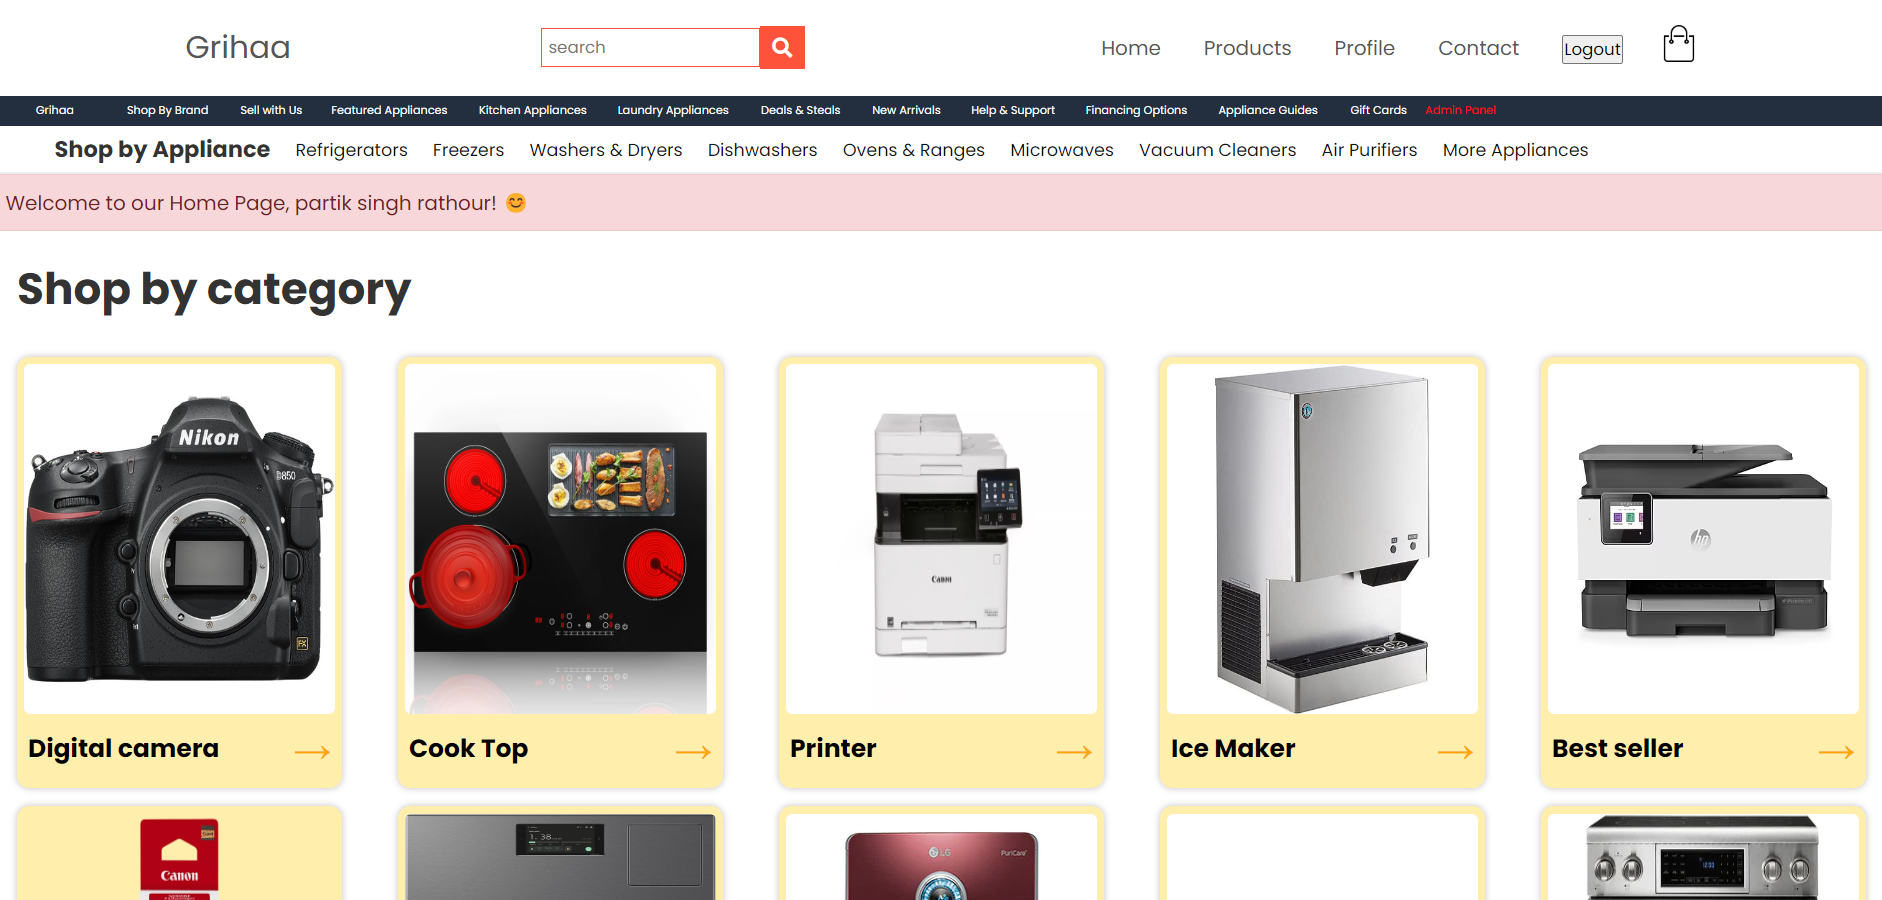 Grihaa
search
Home Products Profile Contact Logout
Grihaa Shop By Brand Sell with Us Featured Appliances Kitchen Appliances Laundry Appliances Deals & Steals New Arrivals Help & Support Financing Options Appliance Guides Gift Cards Admin Panel
Shop by Appliance Refrigerators Freezers Washers & Dryers Dishwashers Ovens & Ranges Microwaves Vacuum Cleaners Air Purifiers More Appliances
Welcome to our Home Page, partik singh rathour! 😊
Shop by category
Nikon
D850
FX
Canon
hp
Digital camera →
Cook Top →
Printer →
Ice Maker →
Best seller →
Canon
1:38
LG PuriCare